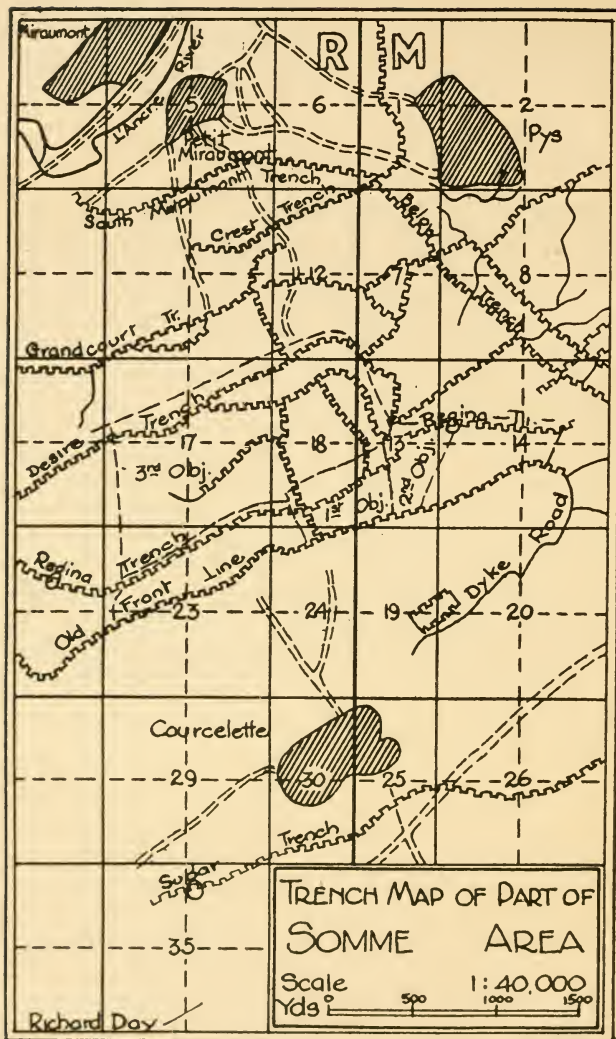 Miraumont
L'Ancre River
R M
5 6 1 2
Petit
Miraumont
Pys
South Miraumont Trench
Crest Trench
Below Trench
11 12 7 8
Grandcourt Tr.
Desire Trench
Regina Tr.
17 18 13 14
3rd Obj.
1st Obj.
2nd Obj.
Regina Trench
Old Front Line
Dyke Road
23 24 19 20
Courcelette
29 30 25 26
Sugar Trench
35
TRENCH MAP OF PART OF
SOMME AREA
Scale 1:40,000
Yds 0 500 1000 1500
Richard Day